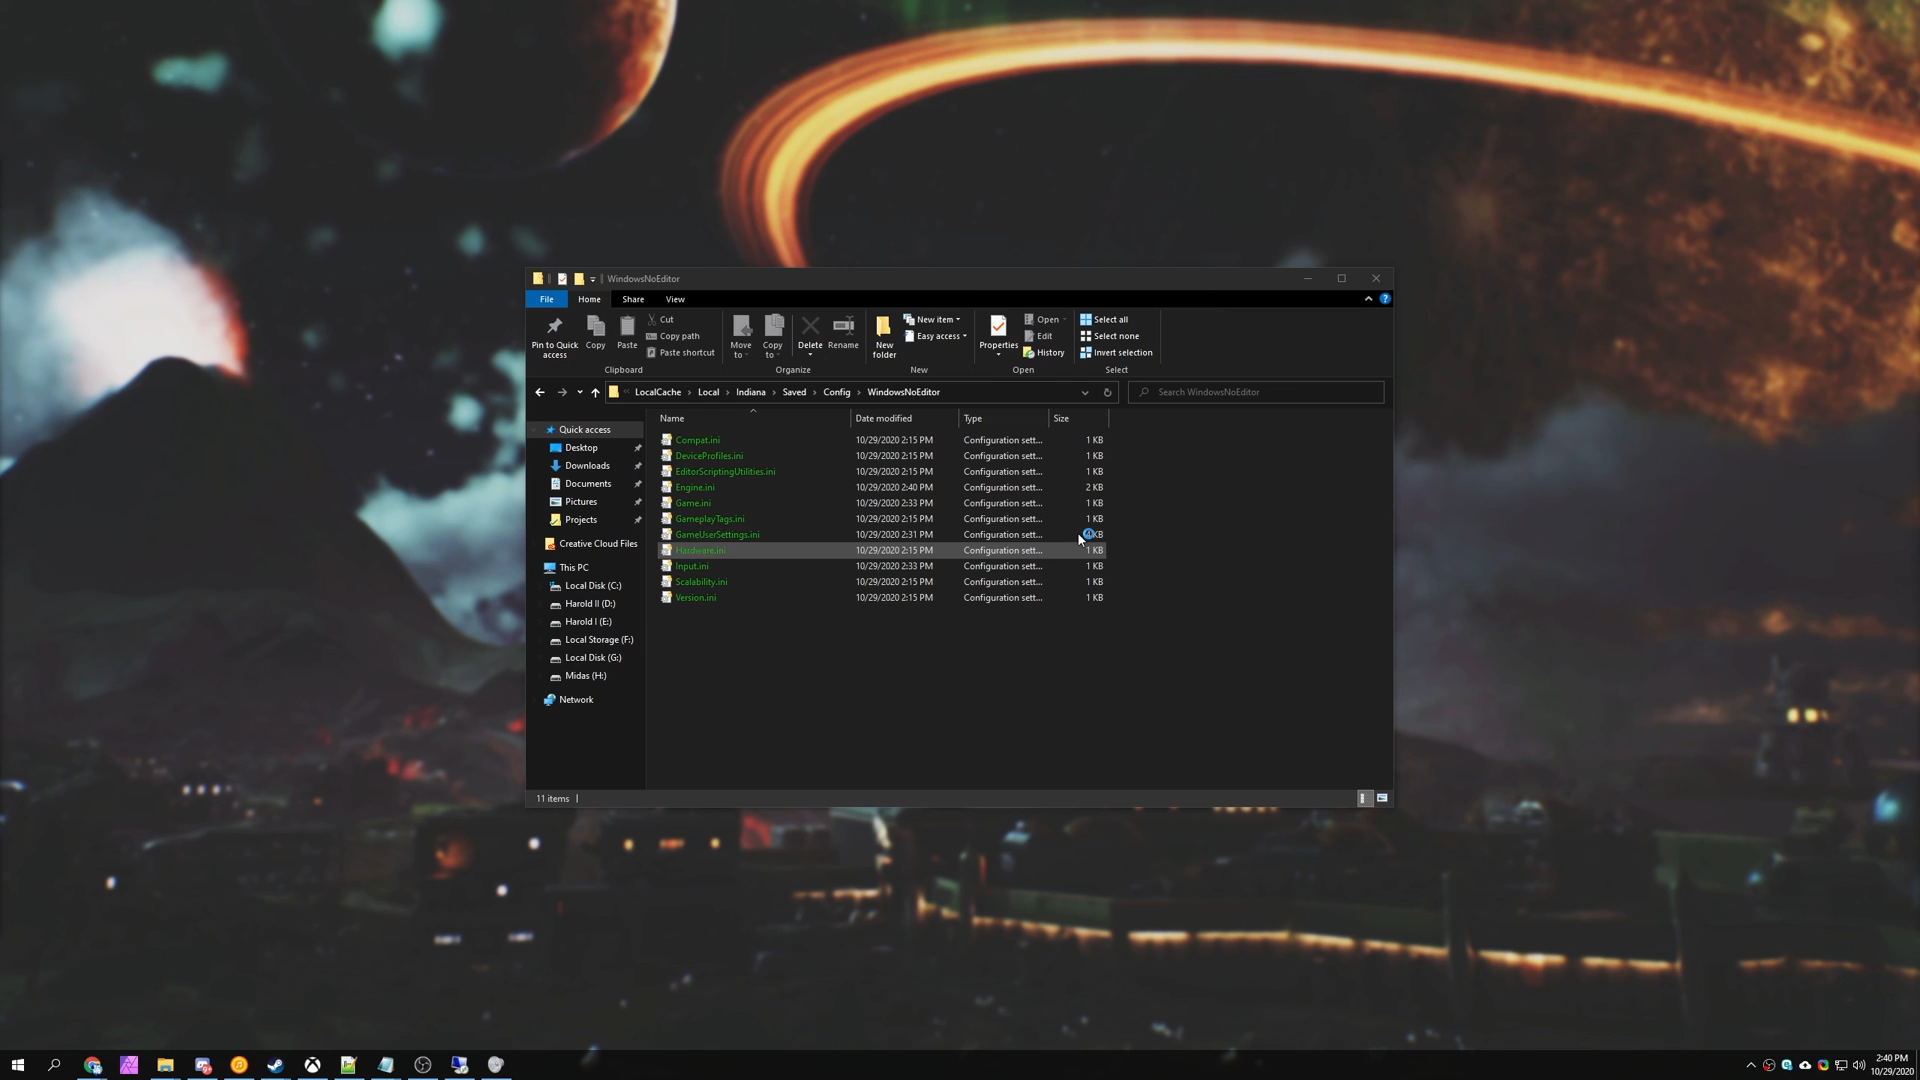 WindowsNoEditor
File Home Share View
Pin to Quick access
Copy
Paste
Cut
Copy path
Paste shortcut
Clipboard
Move to
Copy to
Delete
Rename
Organize
New folder
New item
Easy access
New
Properties
Open
Edit
History
Open
Select all
Select none
Invert selection
Select
LocalCache › Local › Indiana › Saved › Config › WindowsNoEditor
Search WindowsNoEditor
Quick access
Desktop
Downloads
Documents
Pictures
Projects
Creative Cloud Files
This PC
Local Disk (C:)
Harold II (D:)
Harold I (E:)
Local Storage (F:)
Local Disk (G:)
Midas (H:)
Network
Name Date modified Type Size
Compat.ini 10/29/2020 2:15 PM Configuration sett... 1 KB
DeviceProfiles.ini 10/29/2020 2:15 PM Configuration sett... 1 KB
EditorScriptingUtilities.ini 10/29/2020 2:15 PM Configuration sett... 1 KB
Engine.ini 10/29/2020 2:40 PM Configuration sett... 2 KB
Game.ini 10/29/2020 2:33 PM Configuration sett... 1 KB
GameplayTags.ini 10/29/2020 2:15 PM Configuration sett... 1 KB
GameUserSettings.ini 10/29/2020 2:31 PM Configuration sett... KB
Hardware.ini 10/29/2020 2:15 PM Configuration sett... 1 KB
Input.ini 10/29/2020 2:33 PM Configuration sett... 1 KB
Scalability.ini 10/29/2020 2:15 PM Configuration sett... 1 KB
Version.ini 10/29/2020 2:15 PM Configuration sett... 1 KB
11 items
2:40 PM
10/29/2020